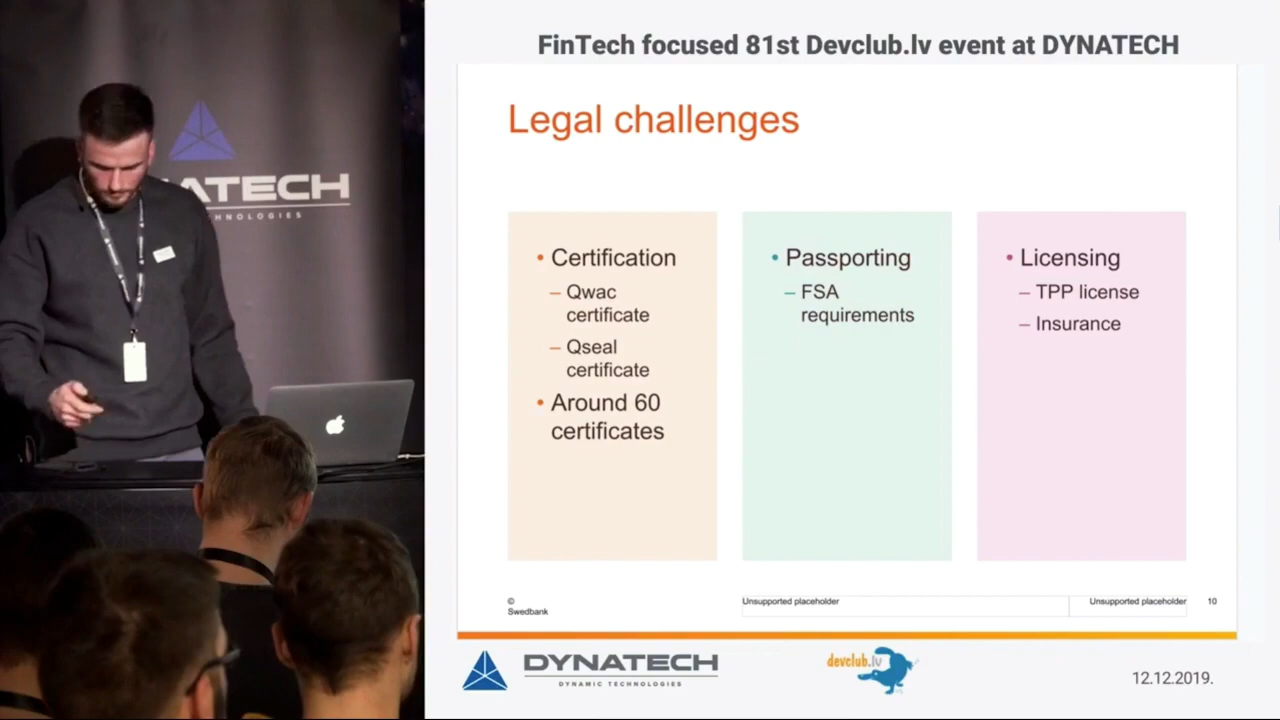 FinTech focused 81st Devclub.lv event at DYNATECH
Legal challenges
• Certification
– Qwac
certificate
– Qseal
certificate
• Around 60
certificates
• Passporting
– FSA
requirements
• Licensing
– TPP license
– Insurance
©
Swedbank
Unsupported placeholder
Unsupported placeholder
10
DYNATECH
DYNAMIC TECHNOLOGIES
devclub.lv
12.12.2019.
NATECH
HNOLOGIES